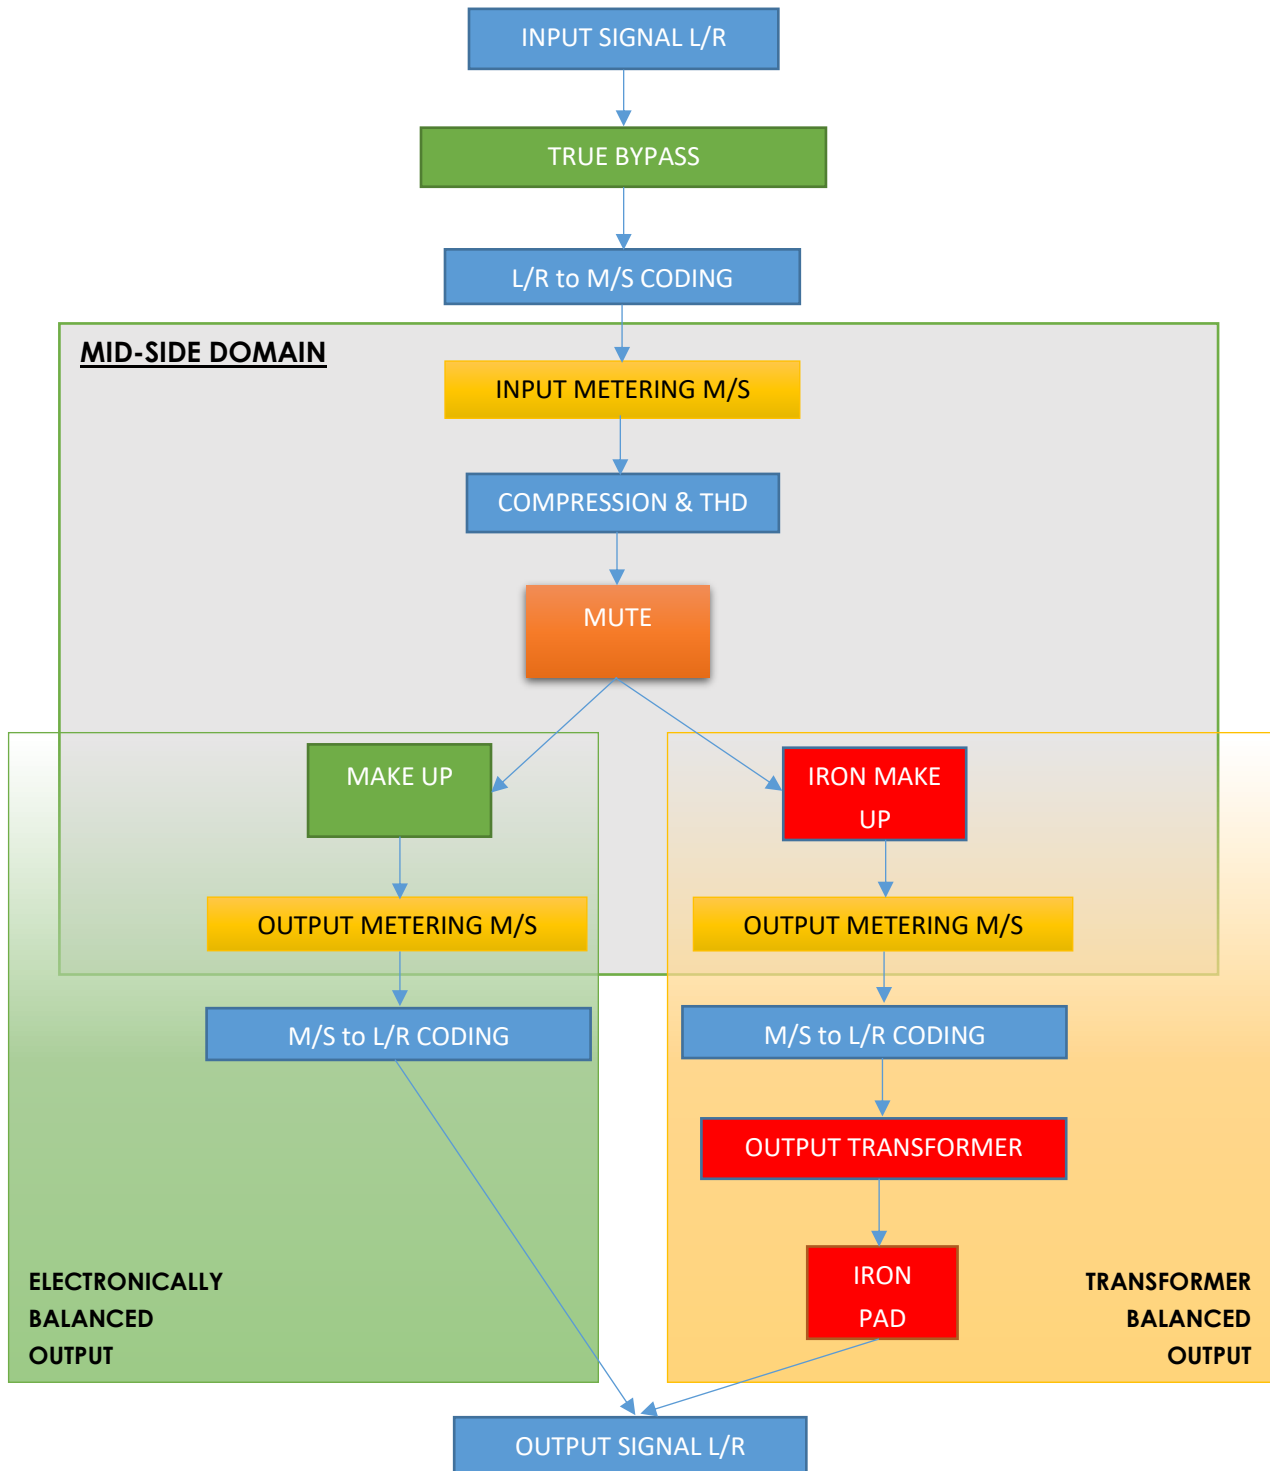 INPUT SIGNAL L/R
TRUE BYPASS
L/R to M/S CODING
MID-SIDE DOMAIN
INPUT METERING M/S
COMPRESSION & THD
MUTE
MAKE UP
IRON MAKE
UP
OUTPUT METERING M/S
OUTPUT METERING M/S
M/S to L/R CODING
M/S to L/R CODING
OUTPUT TRANSFORMER
IRON
PAD
ELECTRONICALLY
BALANCED
OUTPUT
TRANSFORMER
BALANCED
OUTPUT
OUTPUT SIGNAL L/R